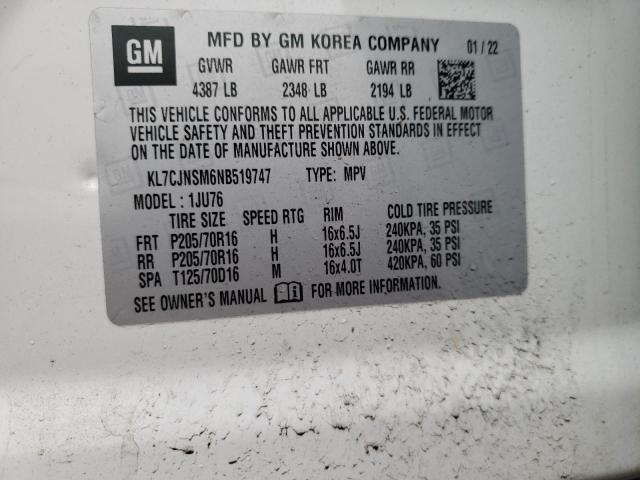 GM MFD BY GM KOREA COMPANY 01 / 22
GVWR GAWR FRT GAWR RR
4387 LB 2348 LB 2194 LB
THIS VEHICLE CONFORMS TO ALL APPLICABLE U.S. FEDERAL MOTOR
VEHICLE SAFETY AND THEFT PREVENTION STANDARDS IN EFFECT
ON THE DATE OF MANUFACTURE SHOWN ABOVE.
KL7CJNSM6NB519747 TYPE: MPV
MODEL : 1JU76
TIRE SIZE SPEED RTG RIM COLD TIRE PRESSURE
FRT P205/70R16 H 16x6.5J 240KPA, 35 PSI
RR P205/70R16 H 16x6.5J 240KPA, 35 PSI
SPA T125/70D16 M 16x4.0T 420KPA, 60 PSI
SEE OWNER'S MANUAL FOR MORE INFORMATION.